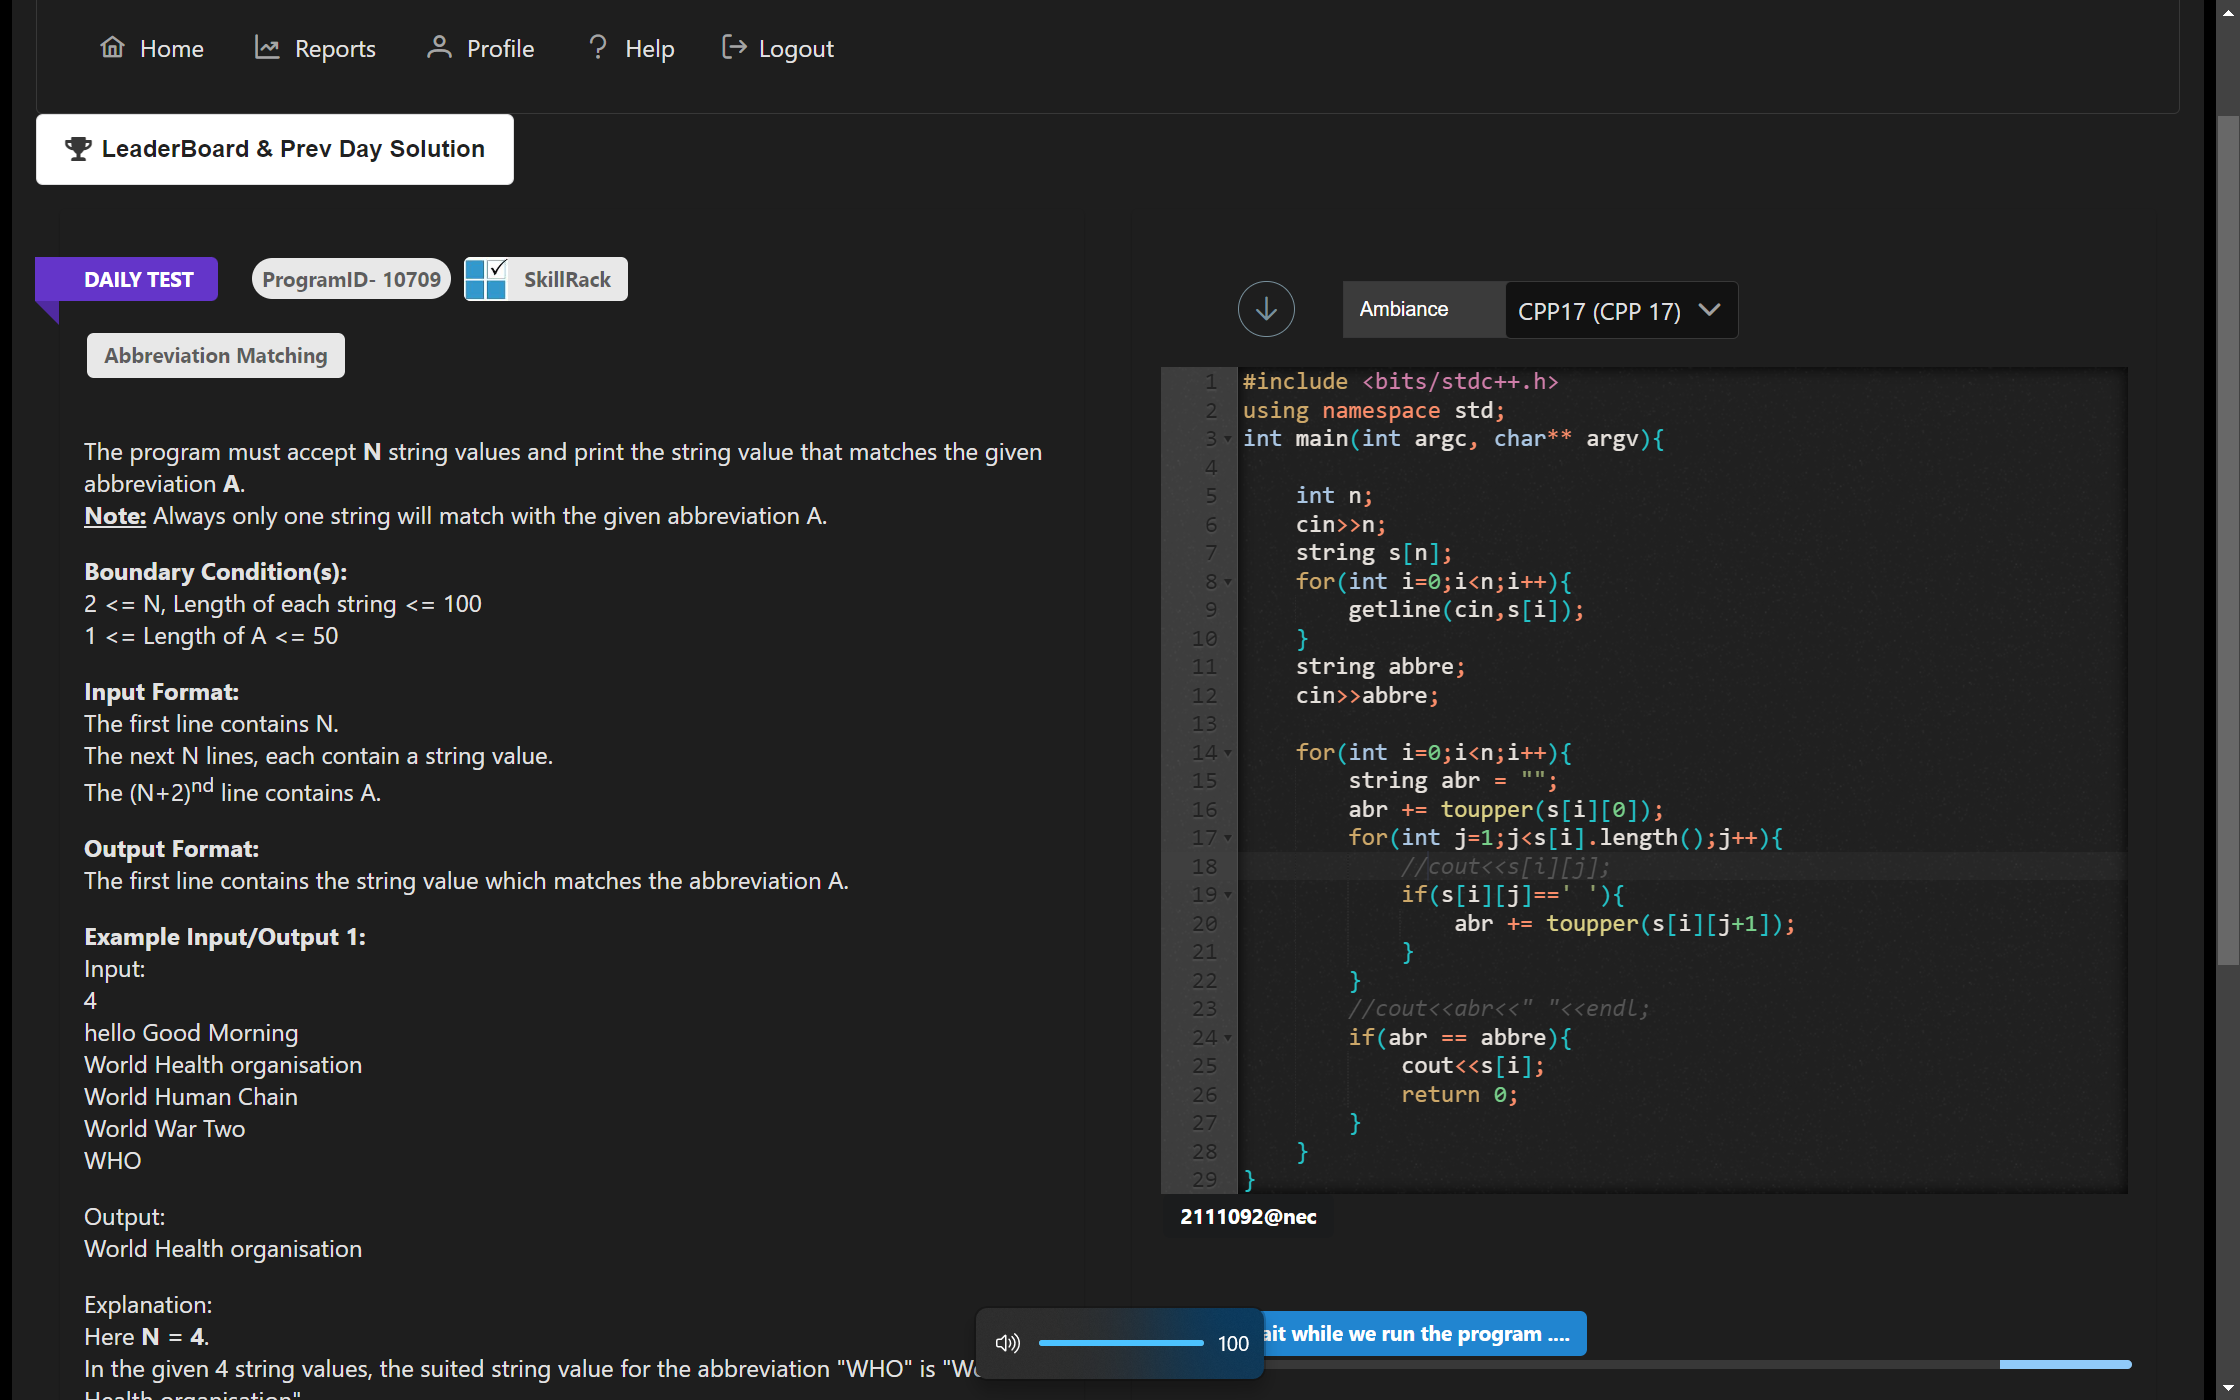 Home Reports Profile ? Help Logout
LeaderBoard & Prev Day Solution
DAILY TEST ProgramID- 10709 SkillRack
Abbreviation Matching
The program must accept N string values and print the string value that matches the given
abbreviation A.
Note: Always only one string will match with the given abbreviation A.
Boundary Condition(s):
2 <= N, Length of each string <= 100
1 <= Length of A <= 50
Input Format:
The first line contains N.
The next N lines, each contain a string value.
The (N+2)nd line contains A.
Output Format:
The first line contains the string value which matches the abbreviation A.
Example Input/Output 1:
Input:
4
hello Good Morning
World Health organisation
World Human Chain
World War Two
WHO
Output:
World Health organisation
Explanation:
Here N = 4.
In the given 4 string values, the suited string value for the abbreviation "WHO" is "Wo
Health organisation"
Ambiance CPP17 (CPP 17)
1 #include <bits/stdc++.h>
2 using namespace std;
3 int main(int argc, char** argv){
4
5     int n;
6     cin>>n;
7     string s[n];
8     for(int i=0;i<n;i++){
9         getline(cin,s[i]);
10     }
11     string abbre;
12     cin>>abbre;
13
14     for(int i=0;i<n;i++){
15         string abr = "";
16         abr += toupper(s[i][0]);
17         for(int j=1;j<s[i].length();j++){
18             //cout<<s[i][j];
19             if(s[i][j]==' '){
20                 abr += toupper(s[i][j+1]);
21             }
22         }
23         //cout<<abr<<" "<<endl;
24         if(abr == abbre){
25             cout<<s[i];
26             return 0;
27         }
28     }
29 }
2111092@nec
100
ait while we run the program ....